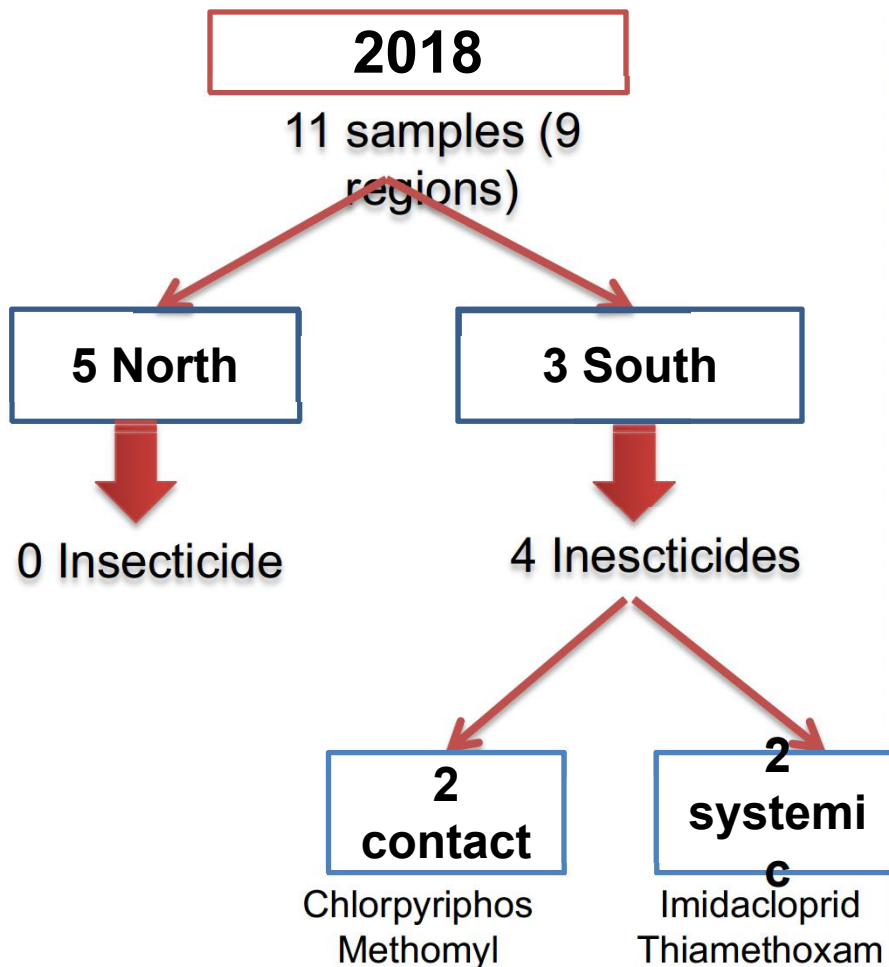 2018
11 samples (9
regions)
5 North
3 South
0 Insecticide
4 Inescticides
2
contact
2
systemi
c
Chlorpyriphos
Methomyl
Imidacloprid
Thiamethoxam